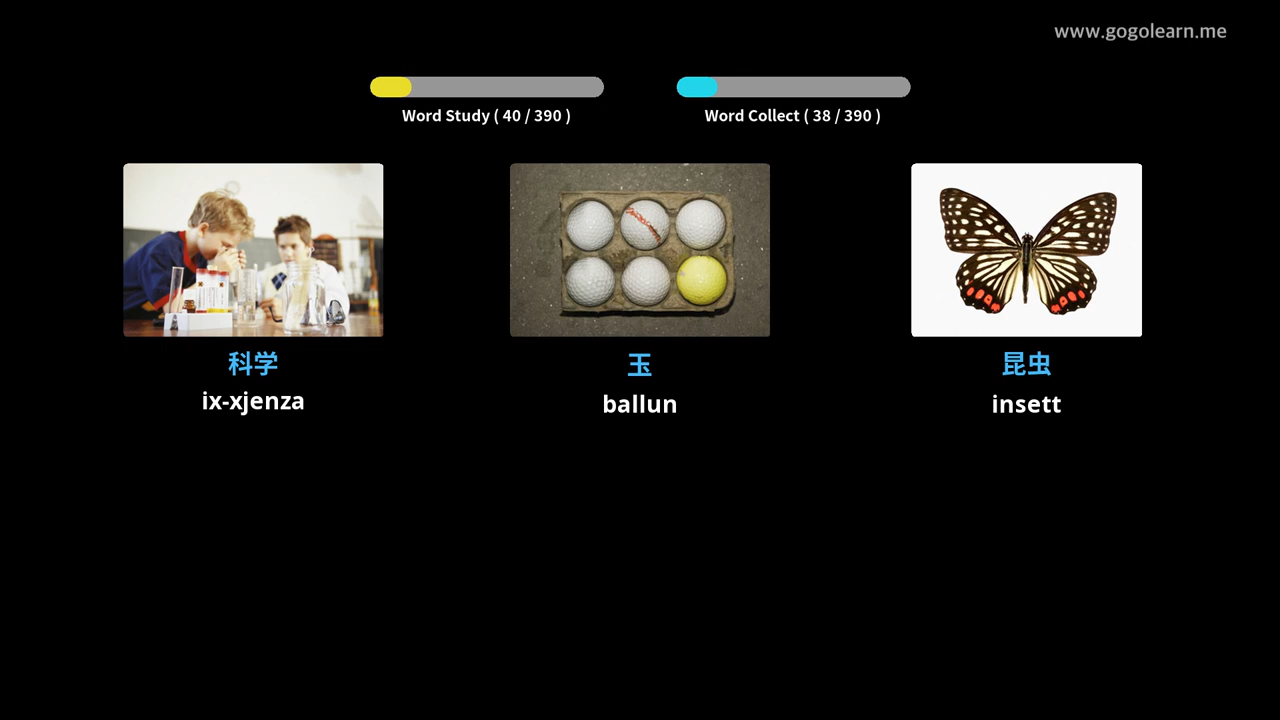 www.gogolearn.me
Word Study ( 40 / 390 )
Word Collect ( 38 / 390 )
科学
ix-xjenza
玉
ballun
昆虫
insett